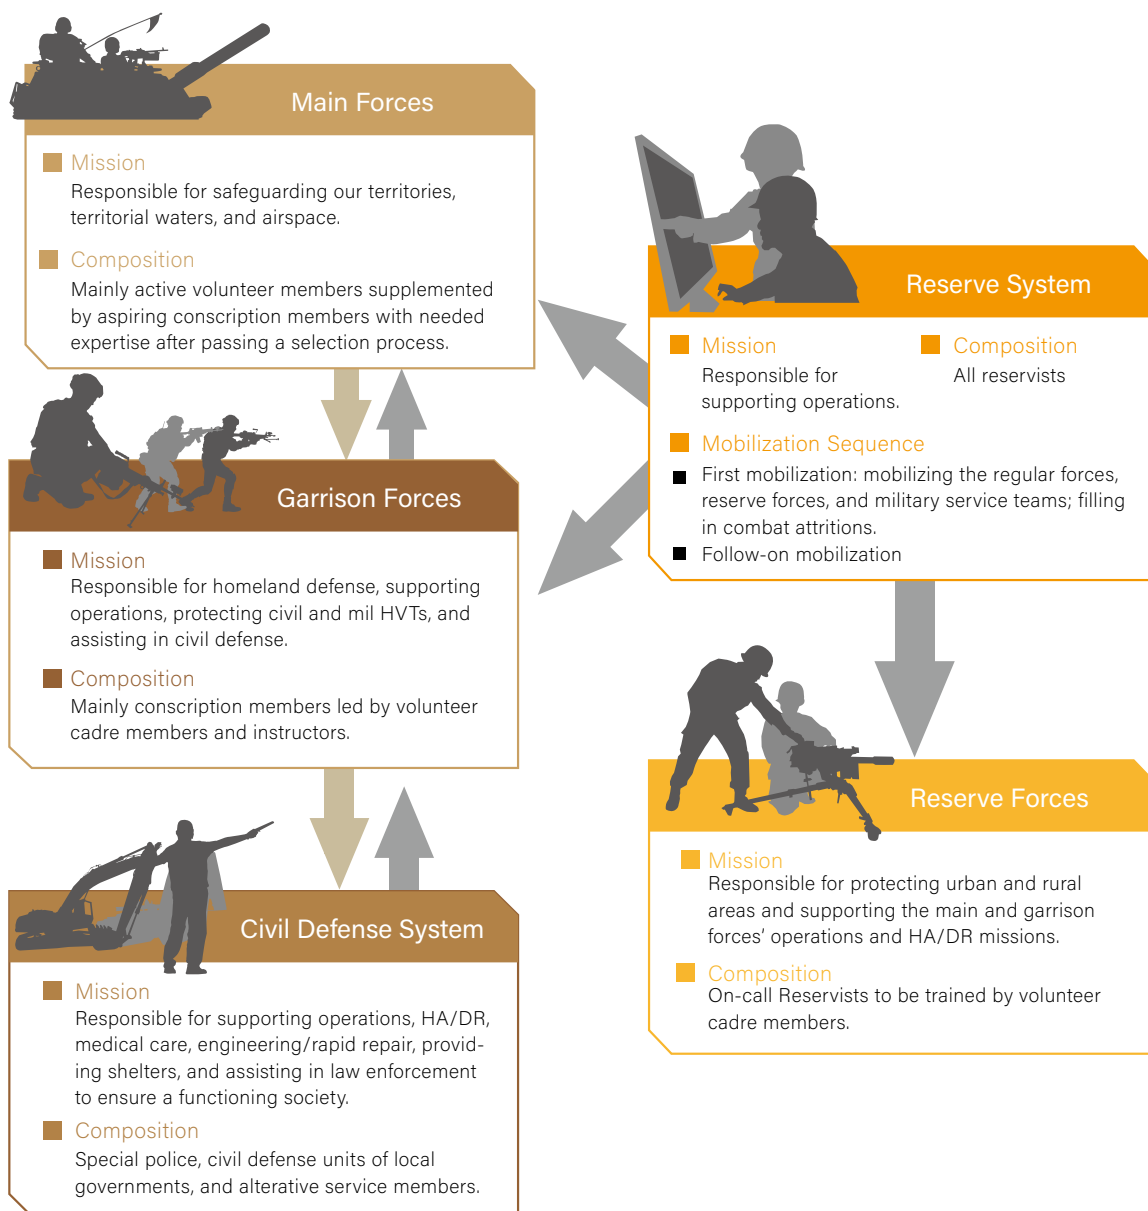 Main Forces
Mission
Responsible for safeguarding our territories,
territorial waters, and airspace.
Composition
Mainly active volunteer members supplemented
by aspiring conscription members with needed
expertise after passing a selection process.
Garrison Forces
Mission
Responsible for homeland defense, supporting
operations, protecting civil and mil HVTs, and
assisting in civil defense.
Composition
Mainly conscription members led by volunteer
cadre members and instructors.
Civil Defense System
Mission
Responsible for supporting operations, HA/DR,
medical care, engineering/rapid repair, provid-
ing shelters, and assisting in law enforcement
to ensure a functioning society.
Composition
Special police, civil defense units of local
governments, and alterative service members.
Reserve System
Mission
Responsible for
supporting operations.
Composition
All reservists
Mobilization Sequence
First mobilization: mobilizing the regular forces,
reserve forces, and military service teams; filling
in combat attritions.
Follow-on mobilization
Reserve Forces
Mission
Responsible for protecting urban and rural
areas and supporting the main and garrison
forces' operations and HA/DR missions.
Composition
On-call Reservists to be trained by volunteer
cadre members.